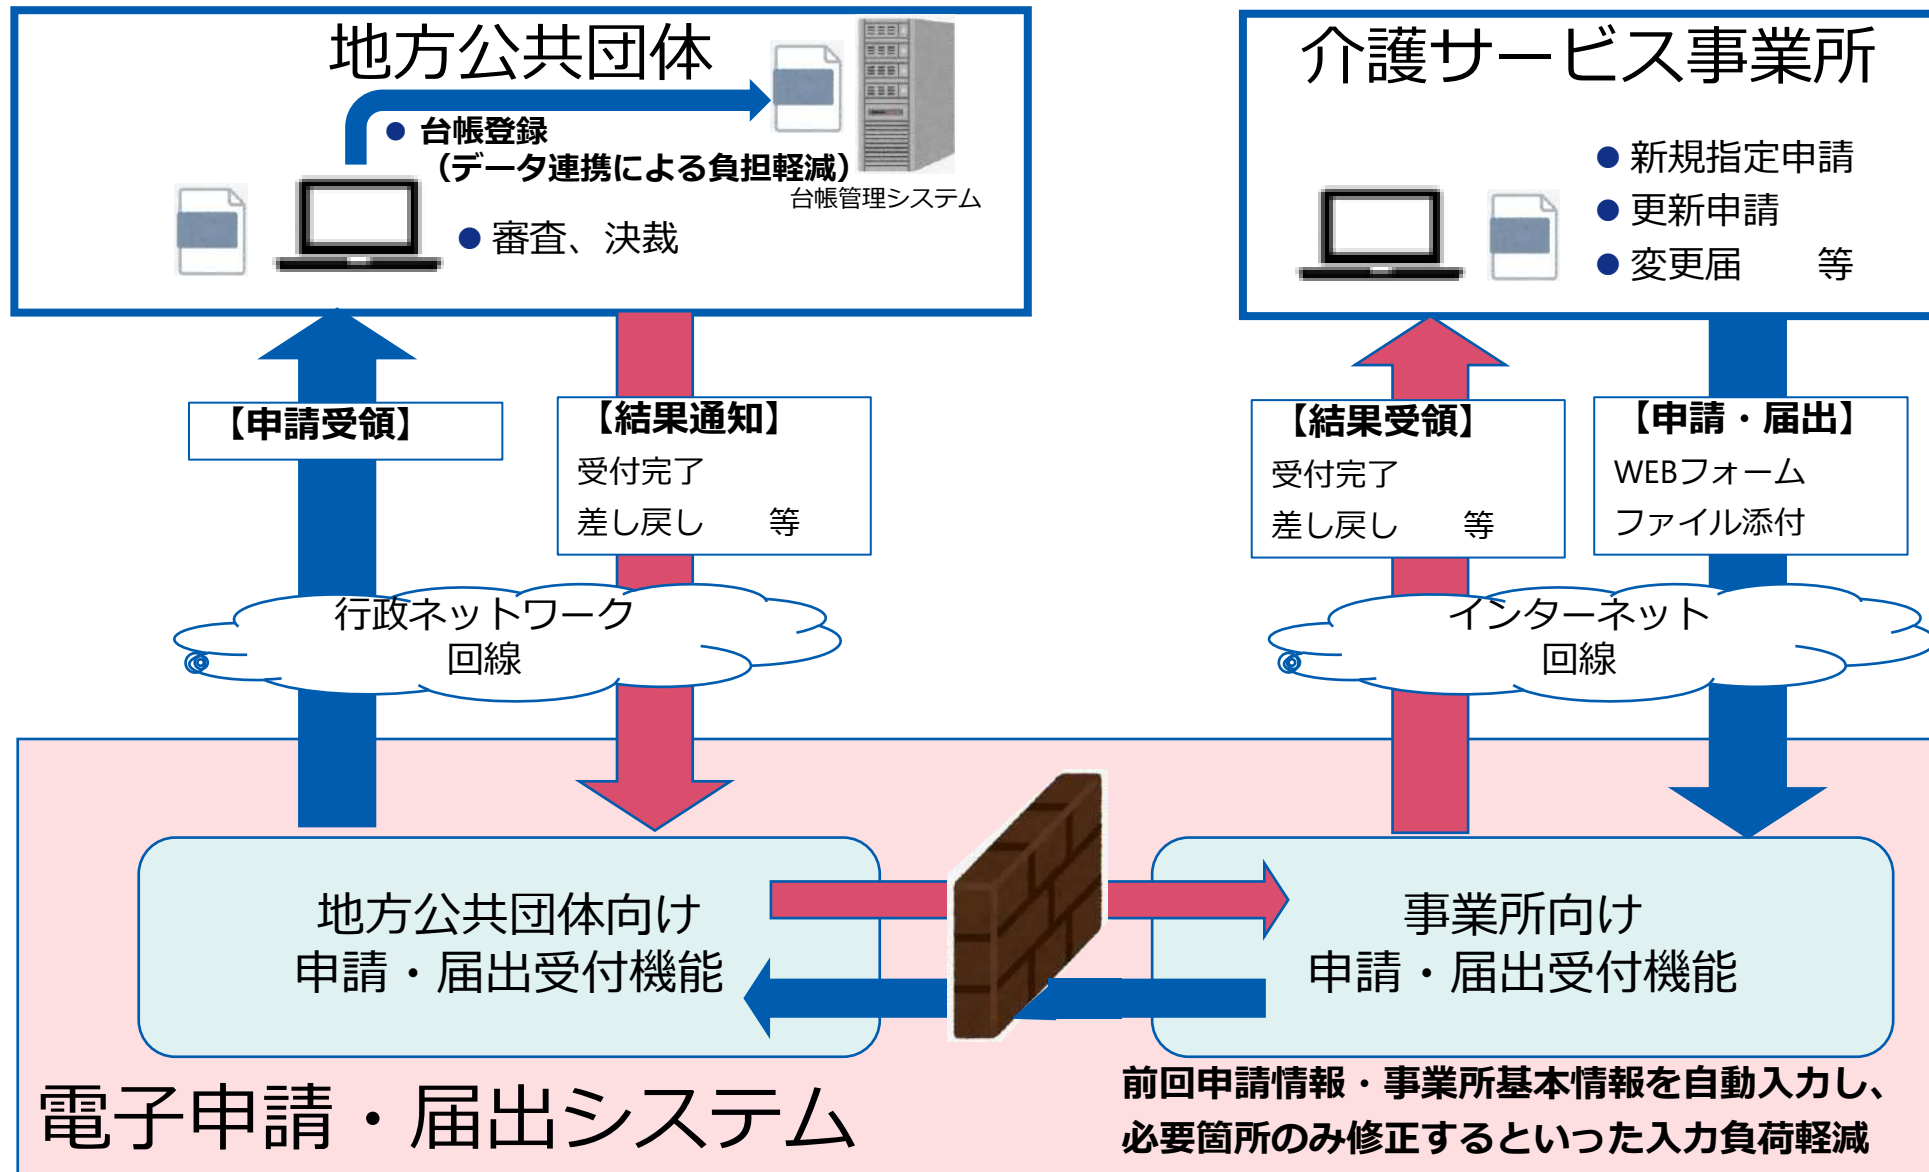 地方公共団体
● 台帳登録
（データ連携による負担軽減）
台帳管理システム
● 審査、決裁
介護サービス事業所
● 新規指定申請
● 更新申請
● 変更届　　等
【申請受領】
【結果通知】
受付完了
差し戻し　　等
【結果受領】
受付完了
差し戻し　　等
【申請・届出】
WEBフォーム
ファイル添付
行政ネットワーク
回線
インターネット
回線
地方公共団体向け
申請・届出受付機能
事業所向け
申請・届出受付機能
電子申請・届出システム
前回申請情報・事業所基本情報を自動入力し、
必要箇所のみ修正するといった入力負荷軽減